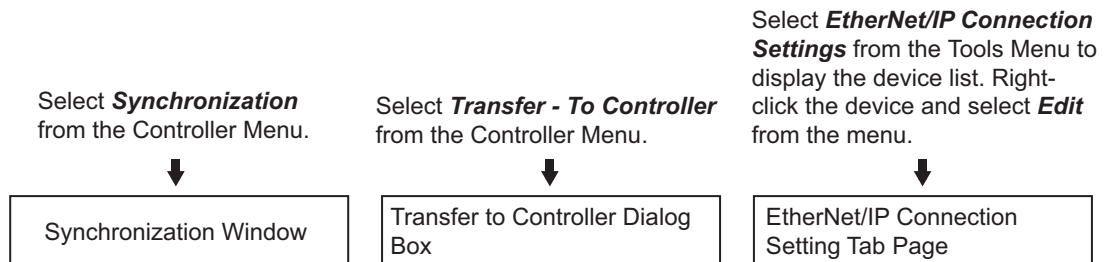 Select Synchronization
from the Controller Menu.
Synchronization Window
Select Transfer - To Controller
from the Controller Menu.
Transfer to Controller Dialog
Box
Select EtherNet/IP Connection
Settings from the Tools Menu to
display the device list. Right-
click the device and select Edit
from the menu.
EtherNet/IP Connection
Setting Tab Page